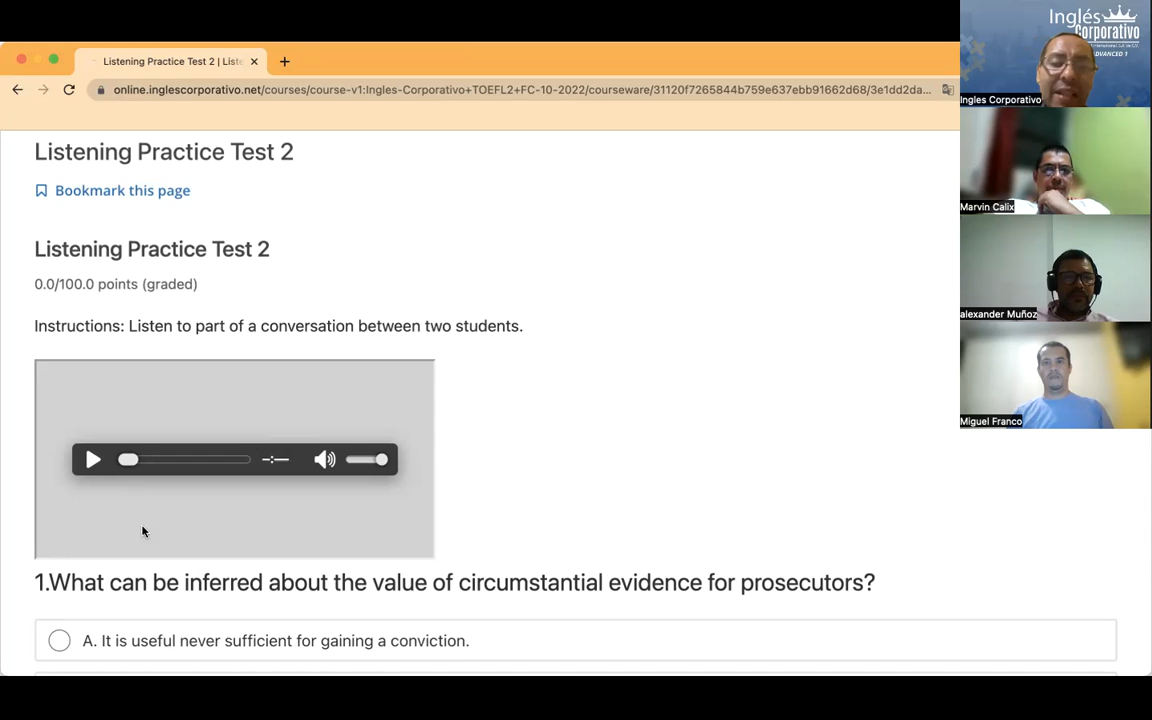 Listening Practice Test 2 | Liste
online.inglescorporativo.net/courses/course-v1:Ingles-Corporativo+TOEFL2+FC-10-2022/courseware/31120f7265844b759e637ebb91662d68/3e1dd2da...
Listening Practice Test 2
Bookmark this page
Listening Practice Test 2
0.0/100.0 points (graded)
Instructions: Listen to part of a conversation between two students.
-:--
1.What can be inferred about the value of circumstantial evidence for prosecutors?
A. It is useful never sufficient for gaining a conviction.
Inglés
Corporativo
ADVANCED 1
Ingles Corporativo
Marvin Calix
alexander Muñoz
Miguel Franco